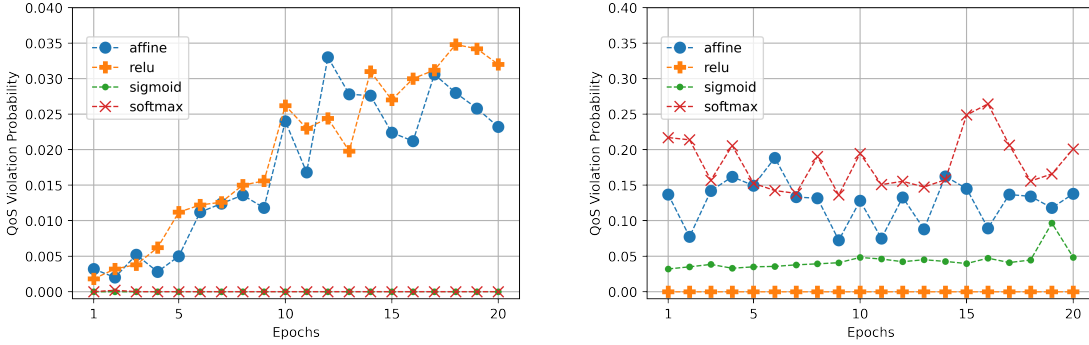 0.040
0.035
0.030
0.025
0.020
0.015
0.010
0.005
0.000
QoS Violation Probability
affine
relu
sigmoid
softmax
1
5
10
15
20
Epochs
0.40
0.35
0.30
0.25
0.20
0.15
0.10
0.05
0.00
QoS Violation Probability
affine
relu
sigmoid
softmax
1
5
10
15
20
Epochs